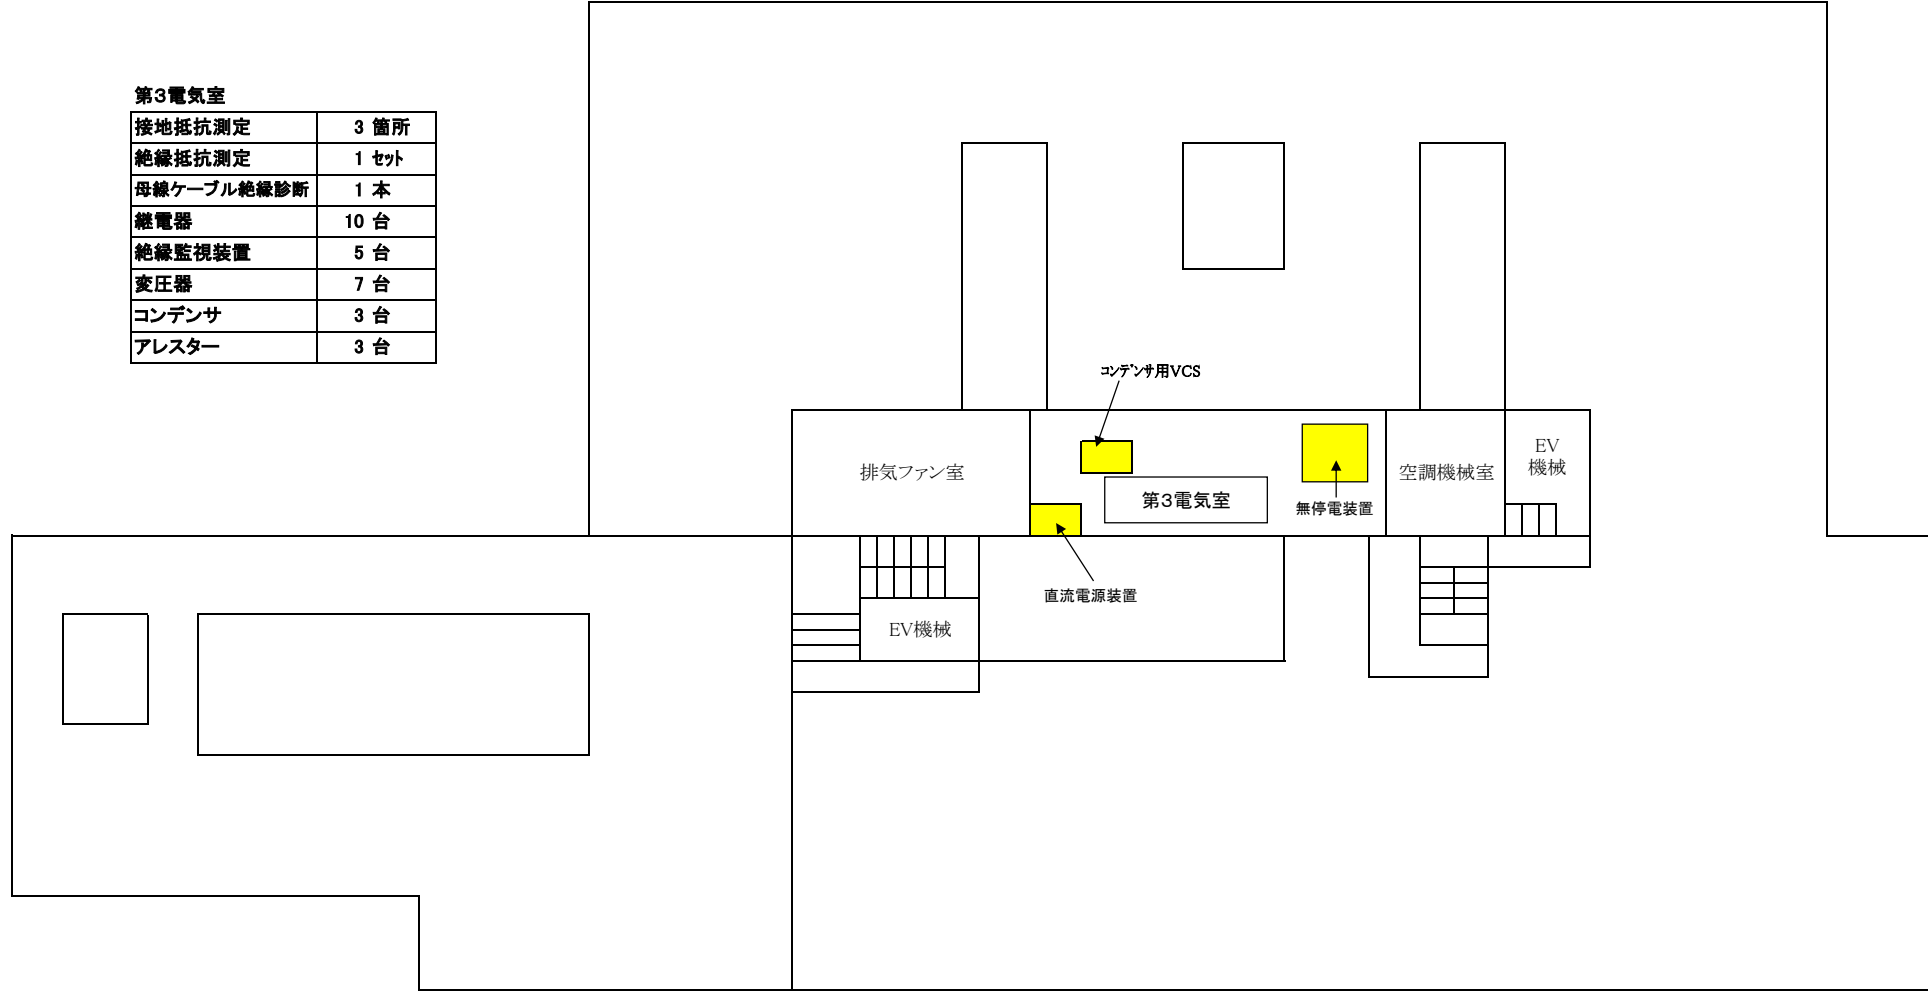 第3電気室
接地抵抗測定 3 箇所
絶縁抵抗測定 1 ｾｯﾄ
母線ケーブル絶縁診断 1 本
継電器 10 台
絶縁監視装置 5 台
変圧器 7 台
コンデンサ 3 台
アレスター 3 台
ｺﾝﾃﾞﾝｻ用VCS
排気ファン室
第3電気室
無停電装置
空調機械室
EV
機械
直流電源装置
EV機械